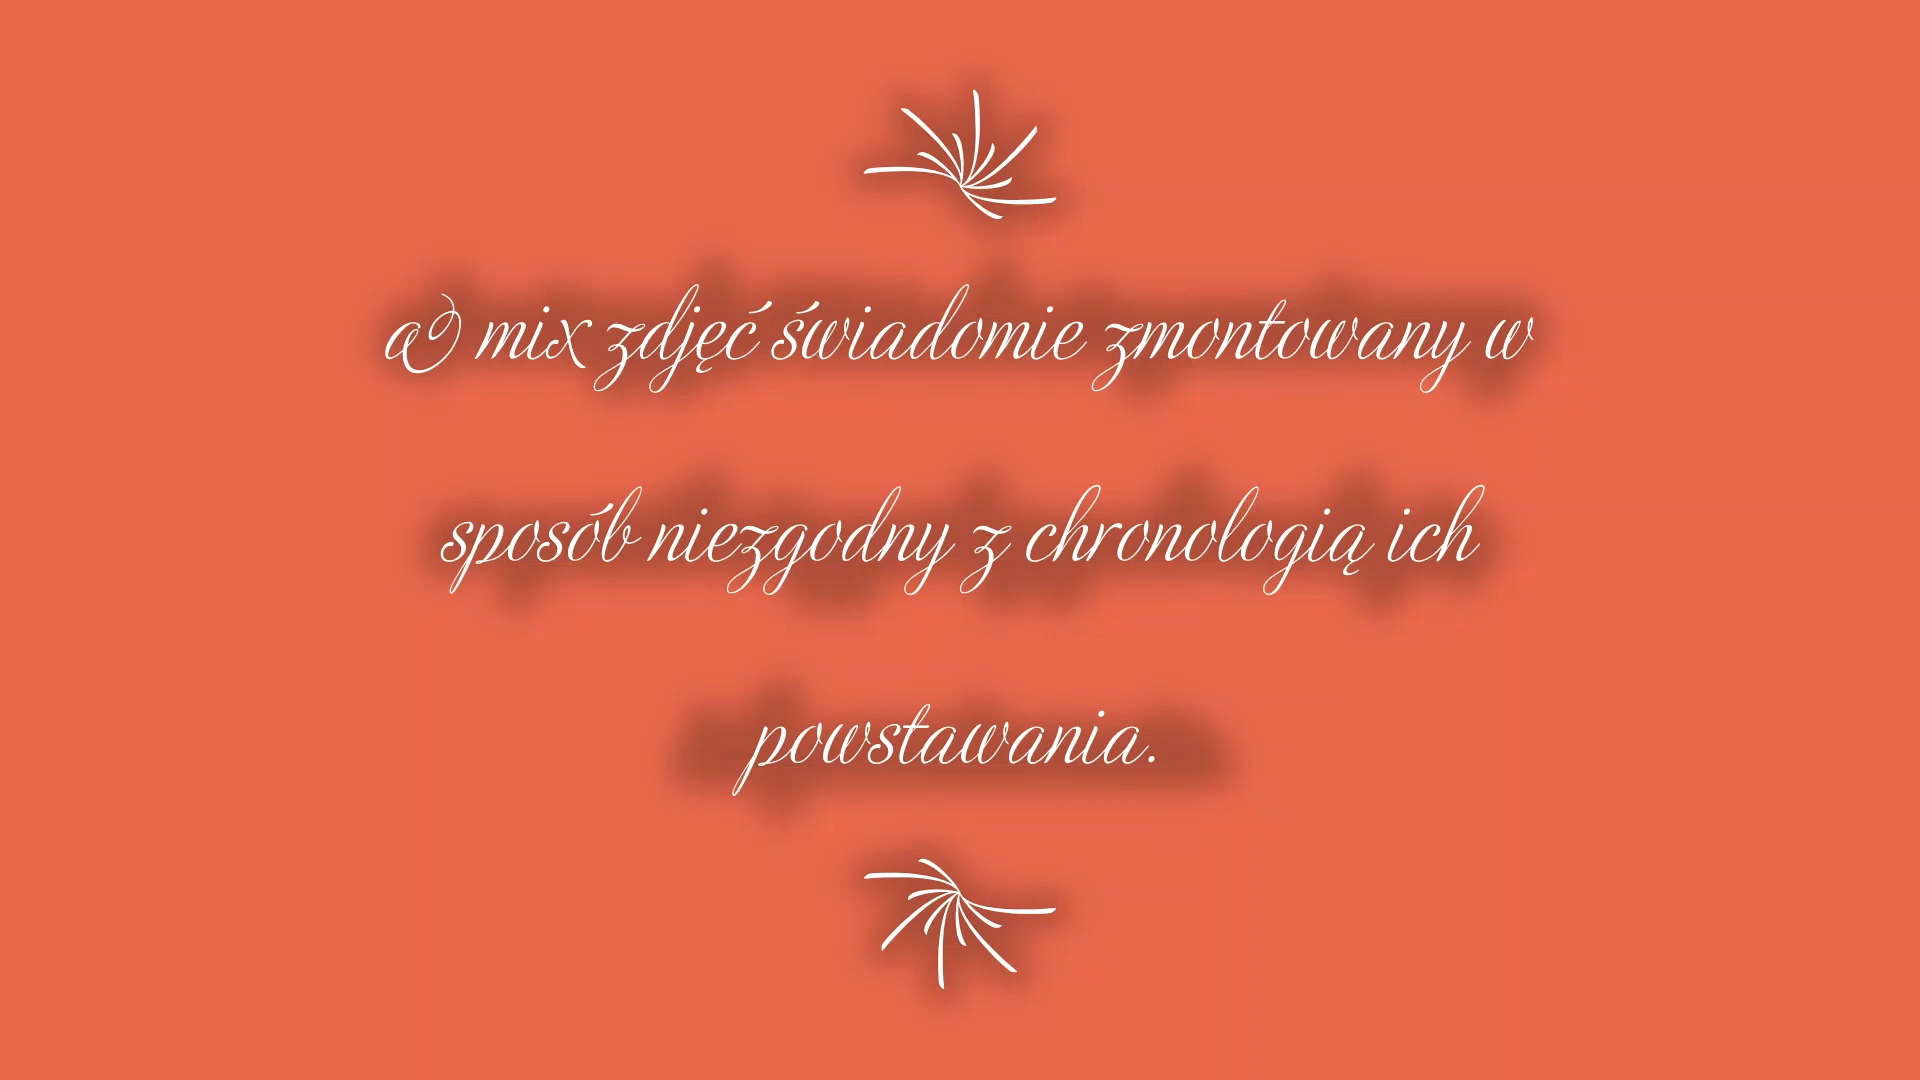 a mix zdjęć świadomie zmontowany w
sposób niezgodny z chronologią ich
powstawania.